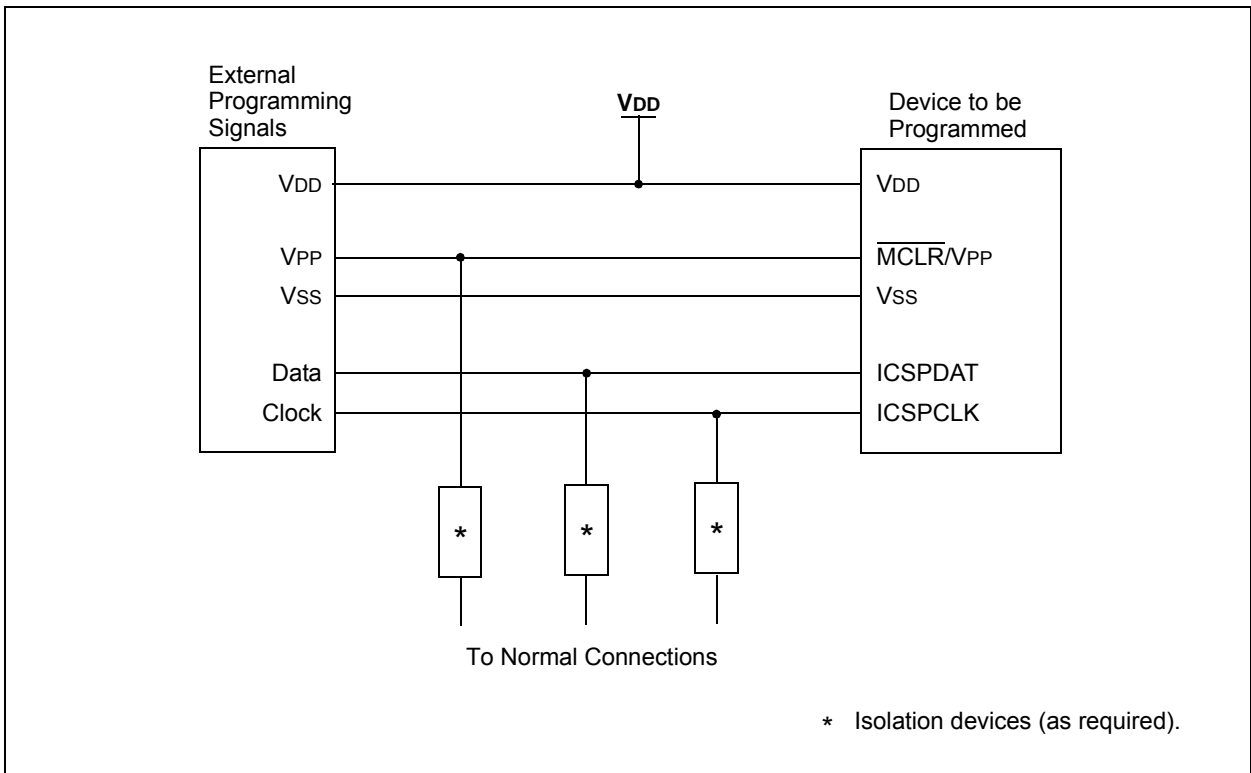 External
Programming
Signals
VDD
Device to be
Programmed
VDD
VPP
VSS
Data
Clock
VDD
MCLR/VPP
VSS
ICSPDAT
ICSPCLK
*
*
*
To Normal Connections
* Isolation devices (as required).